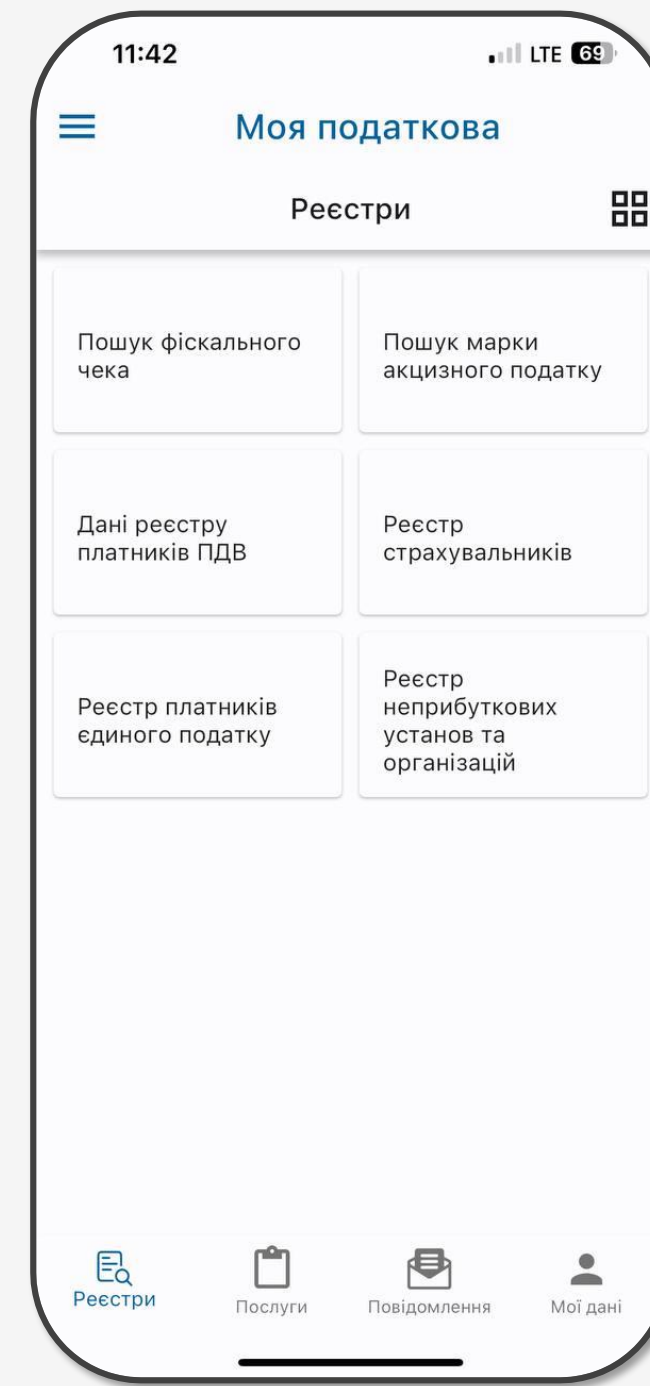 11:42
LTE 69
Моя податкова
Реєстри
Пошук фіскального
чека
Пошук марки
акцизного податку
Дані реєстру
платників ПДВ
Реєстр
страхувальників
Реєстр платників
єдиного податку
Реєстр
неприбуткових
установ та
організацій
Реєстри
Послуги
Повідомлення
Мої дані